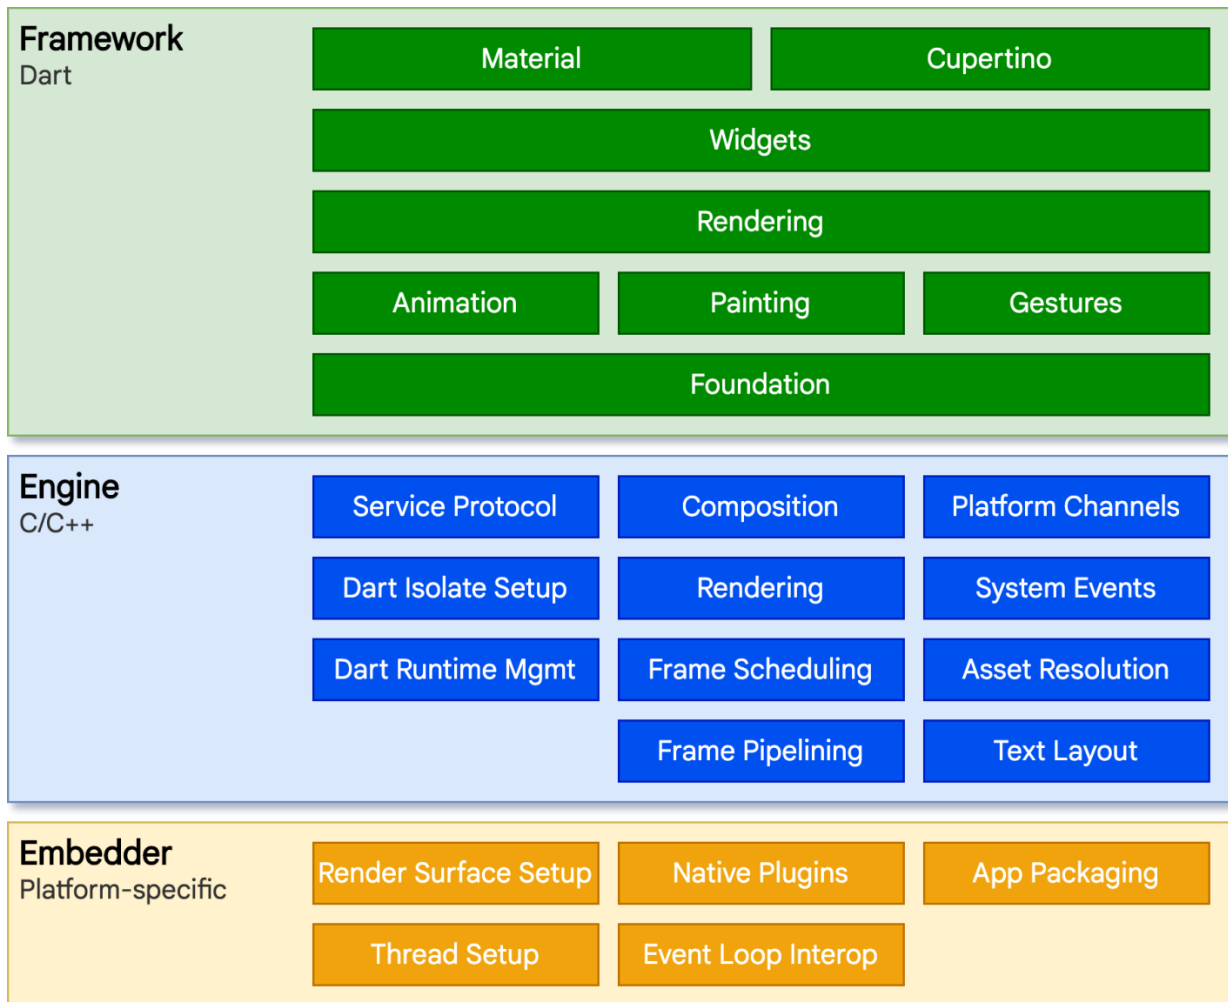 Framework
Dart
Material
Cupertino
Widgets
Rendering
Animation
Painting
Gestures
Foundation
Engine
C/C++
Service Protocol
Composition
Platform Channels
Dart Isolate Setup
Rendering
System Events
Dart Runtime Mgmt
Frame Scheduling
Asset Resolution
Frame Pipelining
Text Layout
Embedder
Platform-specific
Render Surface Setup
Native Plugins
App Packaging
Thread Setup
Event Loop Interop